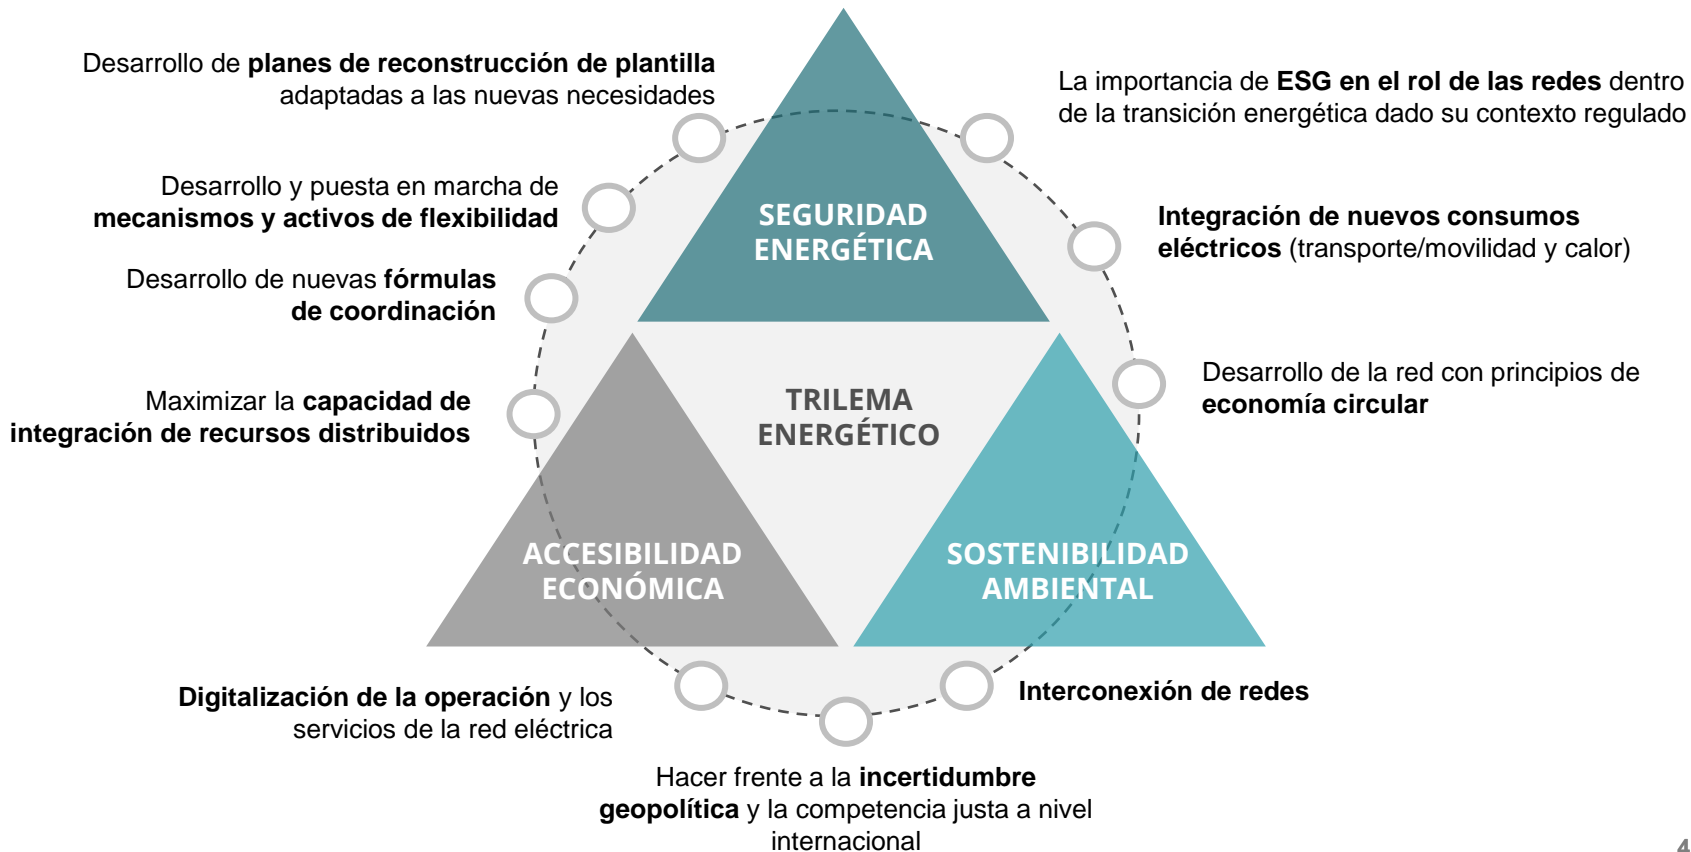 Desarrollo de planes de reconstrucción de plantilla
adaptadas a las nuevas necesidades
La importancia de ESG en el rol de las redes dentro
de la transición energética dado su contexto regulado
Desarrollo y puesta en marcha de
mecanismos y activos de flexibilidad
SEGURIDAD
ENERGÉTICA
Integración de nuevos consumos
eléctricos (transporte/movilidad y calor)
Desarrollo de nuevas fórmulas
de coordinación
Maximizar la capacidad de
integración de recursos distribuidos
TRILEMA
ENERGÉTICO
Desarrollo de la red con principios de
economía circular
ACCESIBILIDAD
ECONÓMICA
SOSTENIBILIDAD
AMBIENTAL
Digitalización de la operación y los
servicios de la red eléctrica
Interconexión de redes
Hacer frente a la incertidumbre
geopolítica y la competencia justa a nivel
internacional
4